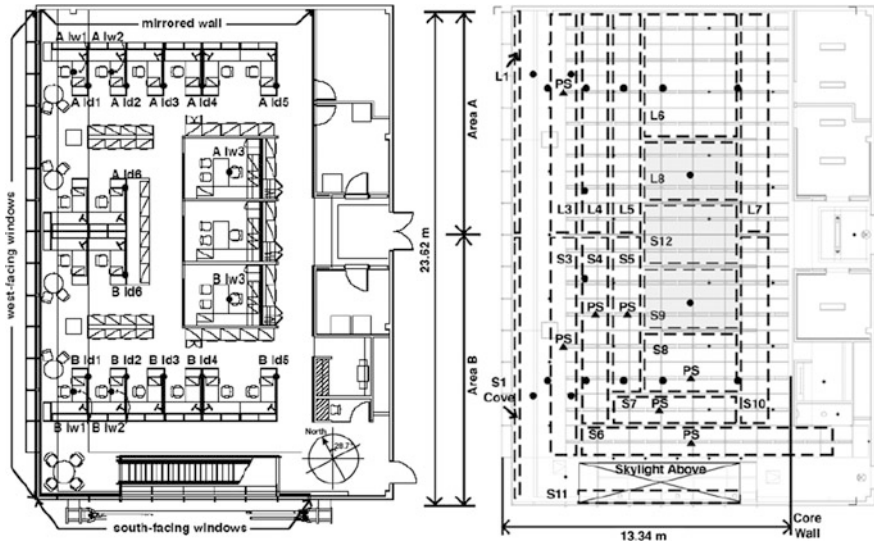 mirrored wall
A lw1 A lw2
A ld1 A ld2 A ld3 A ld4 A ld5
A lw3
A ld6
B ld6
B lw3
B ld1 B ld2 B ld3 B ld4 B ld5
B lw1 B lw2
North
west-facing windows
south-facing windows
23.62 m
Area A
Area B
L1
PS
L6
L8
L3 L4 L5 L7
S12
S3 S4 S5
PS PS
S9
PS
S8
S1
Cove
PS
S7 PS S10
S6 PS
Skylight Above
S11
13.34 m
Core
Wall